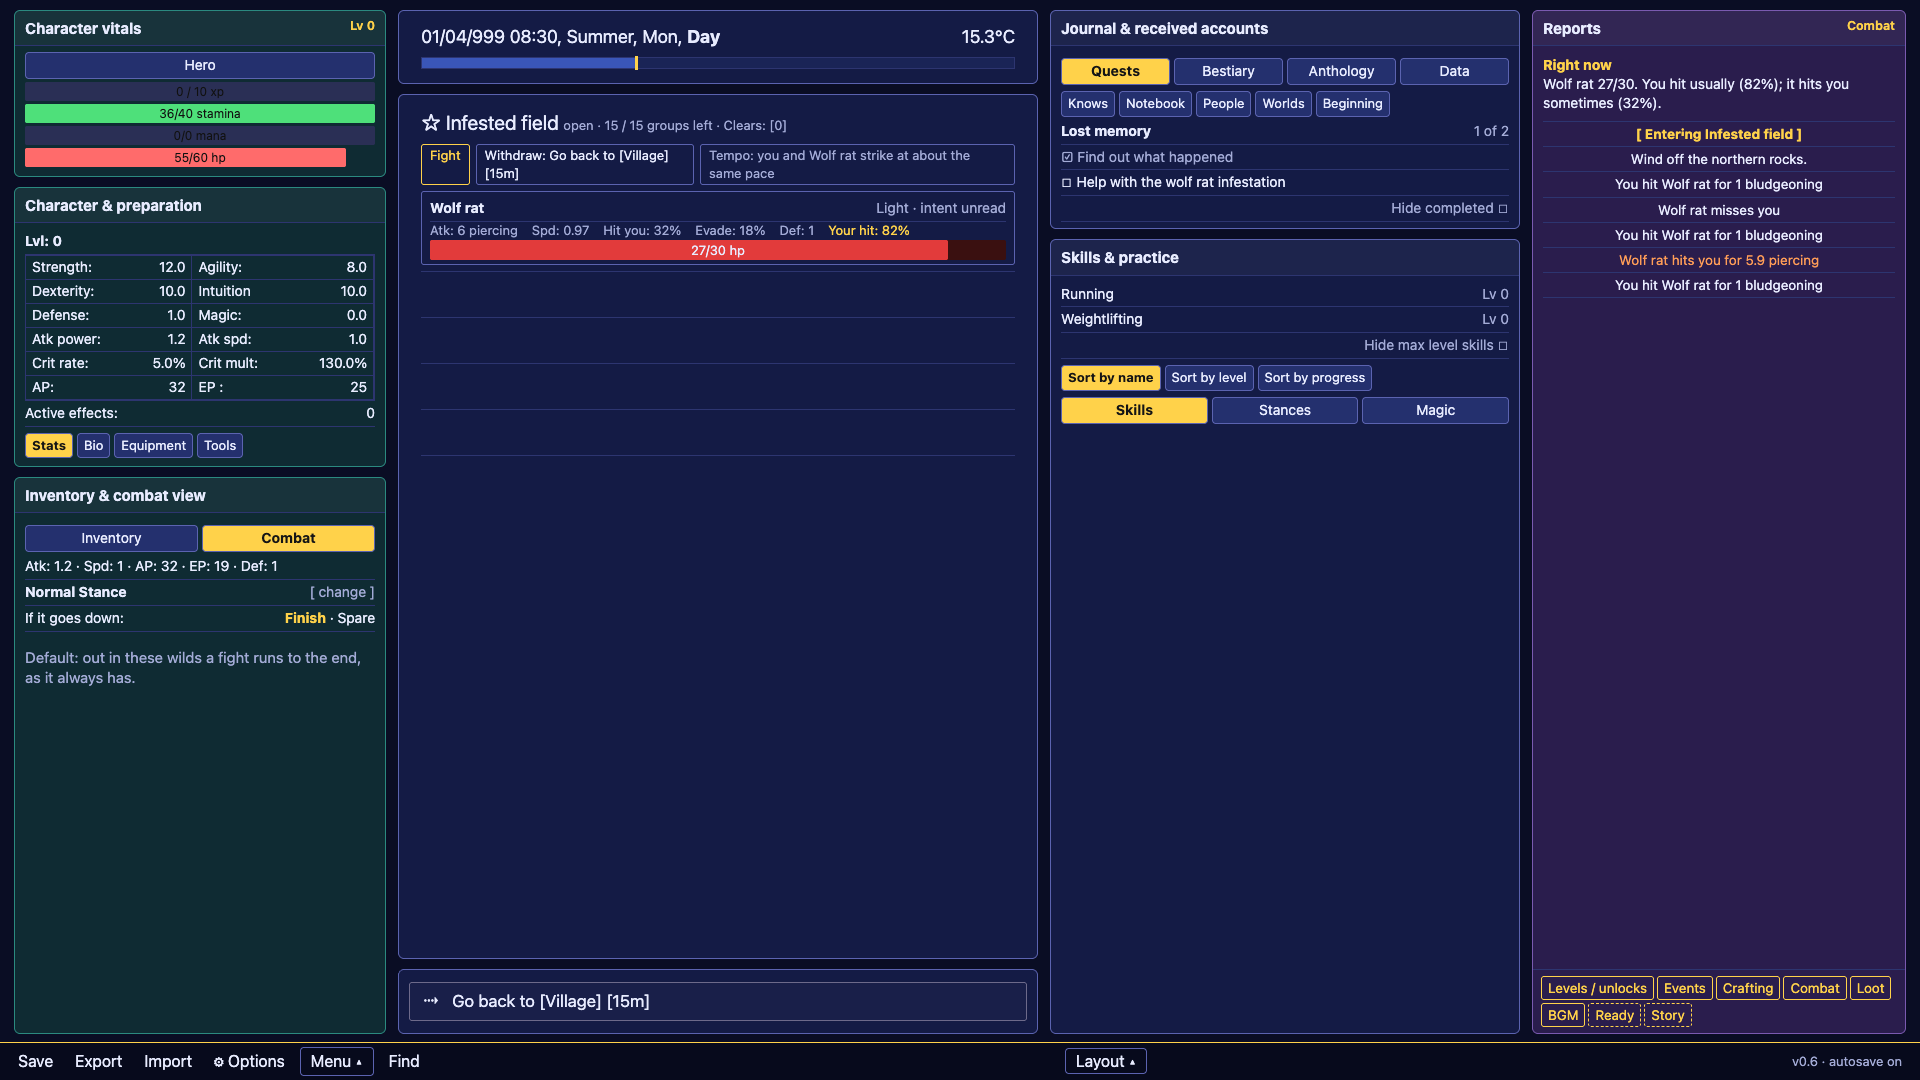 Character vitals
Lv 0
Hero
0 / 10 xp
36/40 stamina
0/0 mana
55/60 hp
Character & preparation
Lvl: 0
Strength: 12.0 Agility: 8.0
Dexterity: 10.0 Intuition 10.0
Defense: 1.0 Magic: 0.0
Atk power: 1.2 Atk spd: 1.0
Crit rate: 5.0% Crit mult: 130.0%
AP: 32 EP : 25
Active effects: 0
Stats Bio Equipment Tools
Inventory & combat view
Inventory Combat
Atk: 1.2 · Spd: 1 · AP: 32 · EP: 19 · Def: 1
Normal Stance [ change ]
If it goes down: Finish · Spare
Default: out in these wilds a fight runs to the end,
as it always has.
01/04/999 08:30, Summer, Mon, Day 15.3°C
Infested field open · 15 / 15 groups left · Clears: [0]
Fight
Withdraw: Go back to [Village]
[15m]
Tempo: you and Wolf rat strike at about the
same pace
Wolf rat Light · intent unread
Atk: 6 piercing Spd: 0.97 Hit you: 32% Evade: 18% Def: 1 Your hit: 82%
27/30 hp
Go back to [Village] [15m]
Journal & received accounts
Quests Bestiary Anthology Data
Knows Notebook People Worlds Beginning
Lost memory 1 of 2
Find out what happened
Help with the wolf rat infestation
Hide completed
Skills & practice
Running Lv 0
Weightlifting Lv 0
Hide max level skills
Sort by name Sort by level Sort by progress
Skills Stances Magic
Reports Combat
Right now
Wolf rat 27/30. You hit usually (82%); it hits you
sometimes (32%).
[ Entering Infested field ]
Wind off the northern rocks.
You hit Wolf rat for 1 bludgeoning
Wolf rat misses you
You hit Wolf rat for 1 bludgeoning
Wolf rat hits you for 5.9 piercing
You hit Wolf rat for 1 bludgeoning
Levels / unlocks Events Crafting Combat Loot
BGM Ready Story
Save Export Import Options Menu Find Layout v0.6 · autosave on